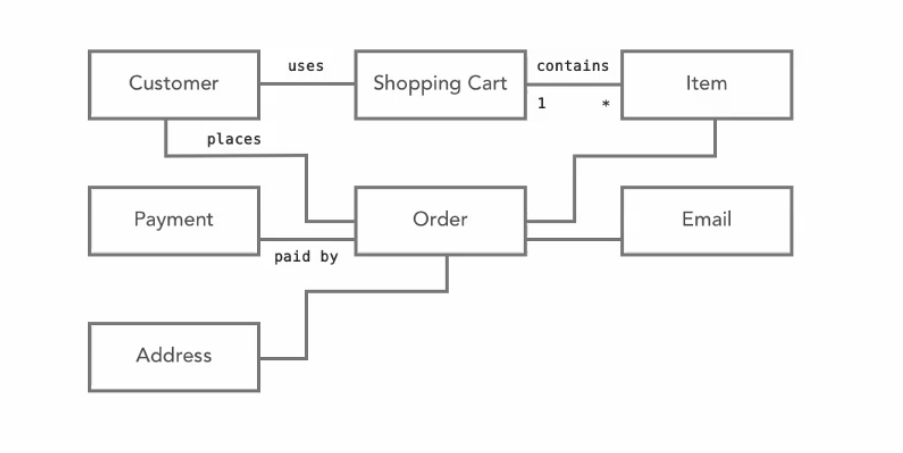 Customer
uses
Shopping Cart
contains
Item
1
*
places
Payment
Order
Email
paid by
Address